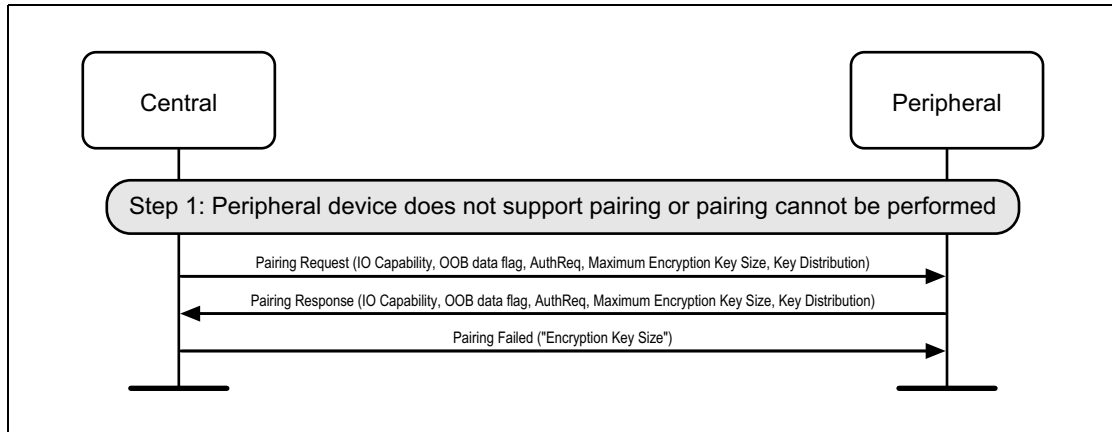 Central
Peripheral
Step 1: Peripheral device does not support pairing or pairing cannot be performed
Pairing Request (IO Capability, OOB data flag, AuthReq, Maximum Encryption Key Size, Key Distribution)
Pairing Response (IO Capability, OOB data flag, AuthReq, Maximum Encryption Key Size, Key Distribution)
Pairing Failed ("Encryption Key Size")